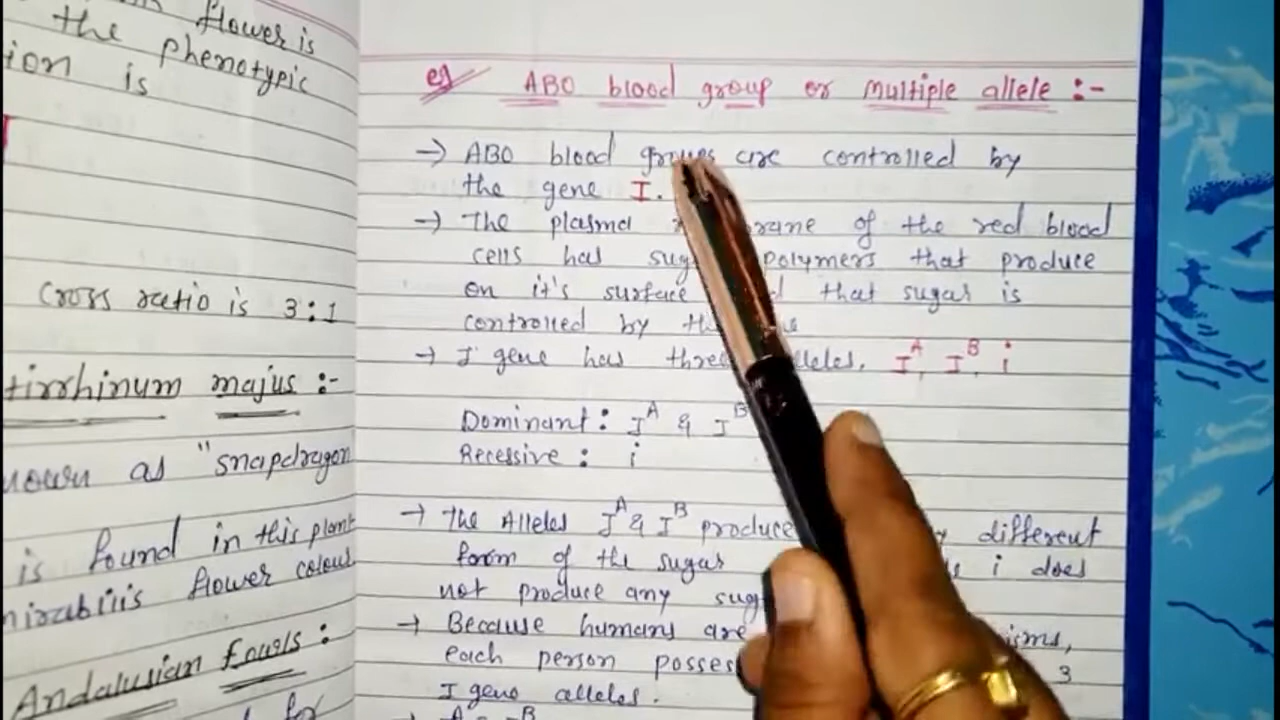 flower is
the phenotypic
ion is
Cross ratio is 3:1
tirrhinum majus :-
nown as "snapdragon
is found in this plant
mirabilis flower colour
Andalusian fowls :
for
eg ABO blood group or multiple allele :-
→ ABO blood groups are controlled by
the gene I.
→ The plasma of the red blood
cells has polymers that produce
on it's surface that sugar is
controlled by
→ I gene has three alleles. I^A, I^B, i
Dominant : I^A & I^B
Recessive : i
→ The Alleles I^A & I^B produce different
form of the sugar i does
not produce any
→ Because humans are
each person 3
I gene alleles.
→ I^A I^B